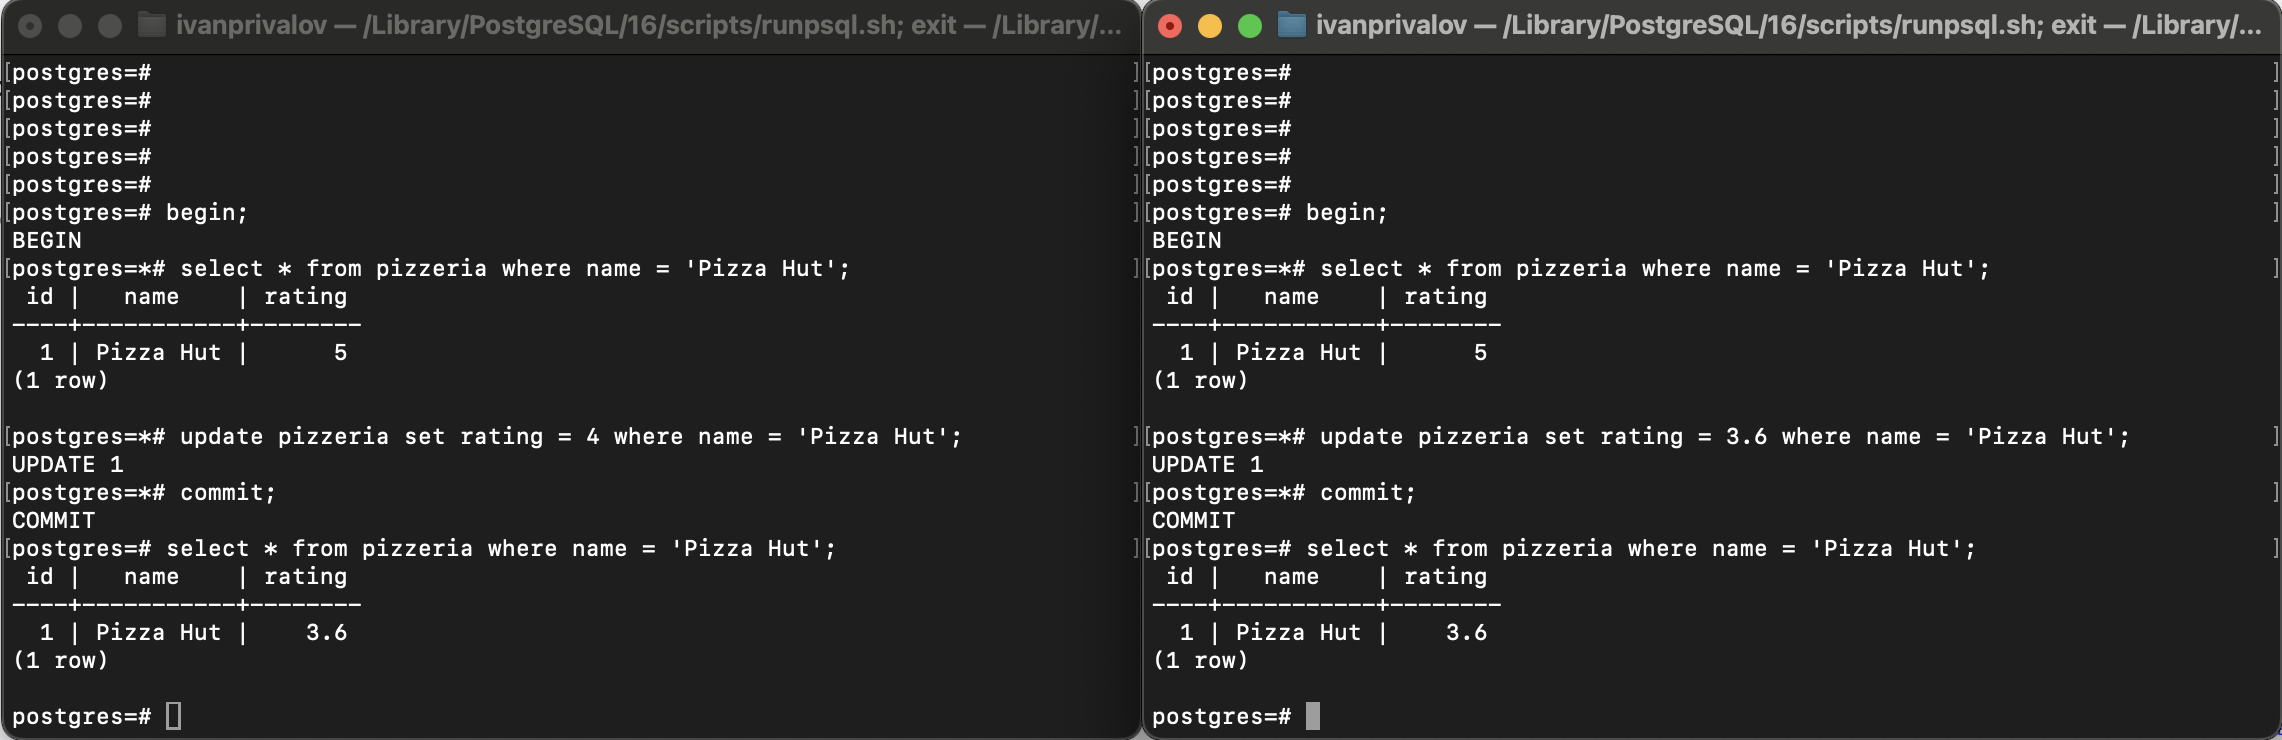 ivanprivalov — /Library/PostgreSQL/16/scripts/runpsql.sh; exit — /Library/...
[postgres=#
[postgres=#
[postgres=#
[postgres=#
[postgres=#
[postgres=# begin;
BEGIN
[postgres=*# select * from pizzeria where name = 'Pizza Hut';
 id |   name    | rating
----+-----------+--------
  1 | Pizza Hut |      5
(1 row)
[postgres=*# update pizzeria set rating = 4 where name = 'Pizza Hut';
UPDATE 1
[postgres=*# commit;
COMMIT
[postgres=# select * from pizzeria where name = 'Pizza Hut';
 id |   name    | rating
----+-----------+--------
  1 | Pizza Hut |    3.6
(1 row)
postgres=#
ivanprivalov — /Library/PostgreSQL/16/scripts/runpsql.sh; exit — /Library/...
[postgres=#
[postgres=#
[postgres=#
[postgres=#
[postgres=#
[postgres=# begin;
BEGIN
[postgres=*# select * from pizzeria where name = 'Pizza Hut';
 id |   name    | rating
----+-----------+--------
  1 | Pizza Hut |      5
(1 row)
[postgres=*# update pizzeria set rating = 3.6 where name = 'Pizza Hut';
UPDATE 1
[postgres=*# commit;
COMMIT
[postgres=# select * from pizzeria where name = 'Pizza Hut';
 id |   name    | rating
----+-----------+--------
  1 | Pizza Hut |    3.6
(1 row)
postgres=#